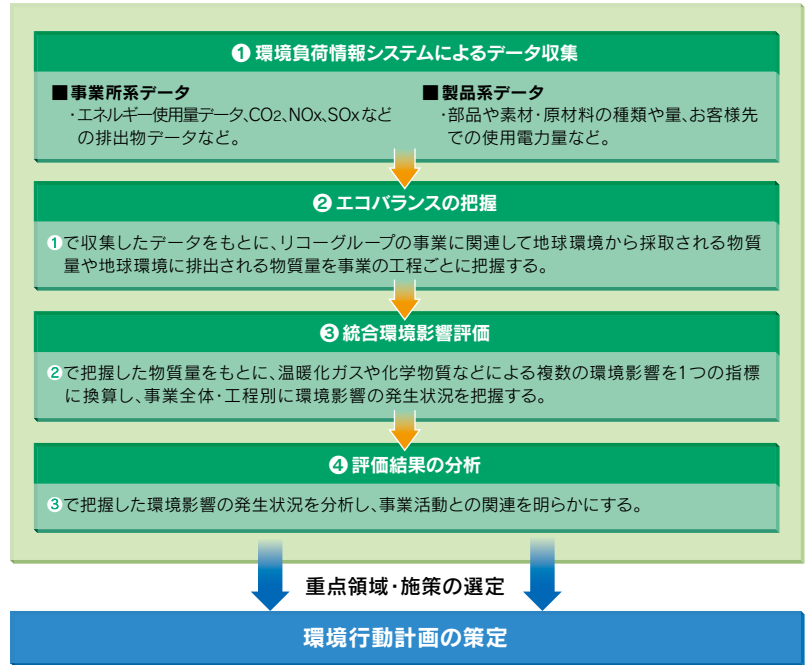 ❶ 環境負荷情報システムによるデータ収集
■事業所系データ
・エネルギー使用量データ、CO2、NOx、SOxなど
の排出物データなど。
■製品系データ
・部品や素材・原材料の種類や量、お客様先
での使用電力量など。
❷ エコバランスの把握
①で収集したデータをもとに、リコーグループの事業に関連して地球環境から採取される物質
量や地球環境に排出される物質量を事業の工程ごとに把握する。
❸ 統合環境影響評価
②で把握した物質量をもとに、温暖化ガスや化学物質などによる複数の環境影響を1つの指標
に換算し、事業全体・工程別に環境影響の発生状況を把握する。
❹ 評価結果の分析
③で把握した環境影響の発生状況を分析し、事業活動との関連を明らかにする。
重点領域・施策の選定
環境行動計画の策定